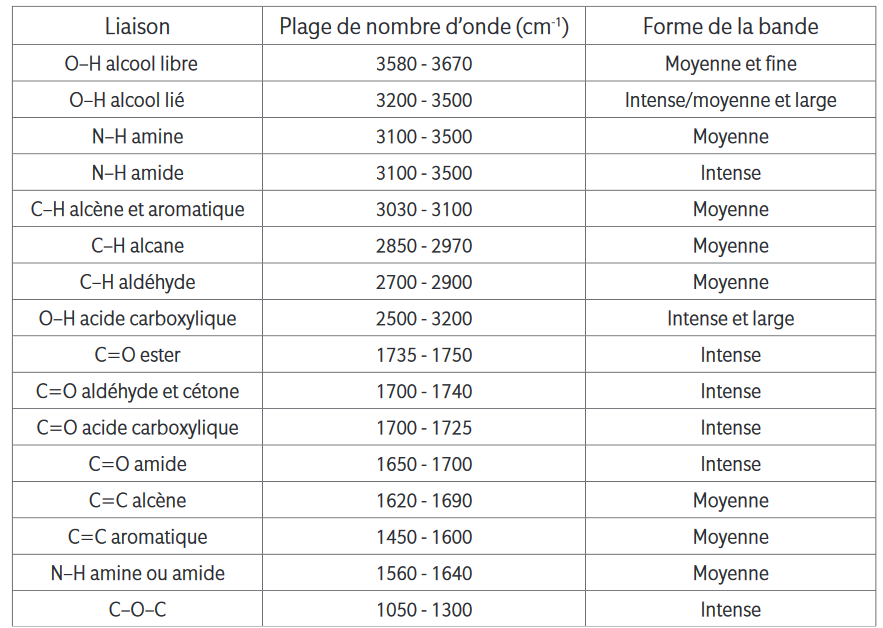 Liaison Plage de nombre d’onde (cm-1) Forme de la bande
O–H alcool libre 3580 - 3670 Moyenne et fine
O–H alcool lié 3200 - 3500 Intense/moyenne et large
N–H amine 3100 - 3500 Moyenne
N–H amide 3100 - 3500 Intense
C–H alcène et aromatique 3030 - 3100 Moyenne
C–H alcane 2850 - 2970 Moyenne
C–H aldéhyde 2700 - 2900 Moyenne
O–H acide carboxylique 2500 - 3200 Intense et large
C=O ester 1735 - 1750 Intense
C=O aldéhyde et cétone 1700 - 1740 Intense
C=O acide carboxylique 1700 - 1725 Intense
C=O amide 1650 - 1700 Intense
C=C alcène 1620 - 1690 Moyenne
C=C aromatique 1450 - 1600 Moyenne
N–H amine ou amide 1560 - 1640 Moyenne
C–O–C 1050 - 1300 Intense